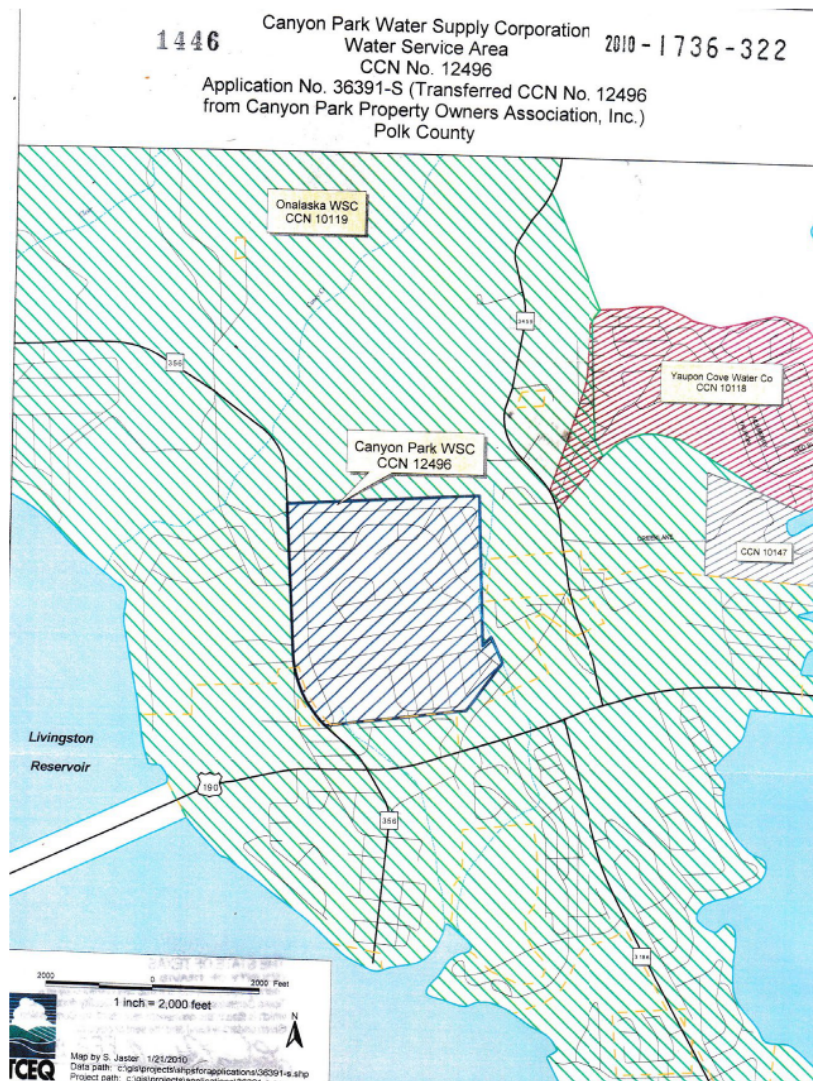 1446
Canyon Park Water Supply Corporation
2010-1736-322
Water Service Area
CCN No. 12496
Application No. 36391-S (Transferred CCN No. 12496
from Canyon Park Property Owners Association, Inc.)
Polk County
Onalaska WSC
CCN 10119
356
Yaupon Cove Water Co
CCN 10118
Canyon Park WSC
CCN 12496
CCN 10147
Livingston
Reservoir
190
356
2000 0 2000 Feet
1 inch = 2,000 feet
N
THE STATE OF TEXAS
TCEQ
Map by S. Jaster 1/21/2010
Data path: c:\gis\projects\shpsforapplications\36391-s.shp